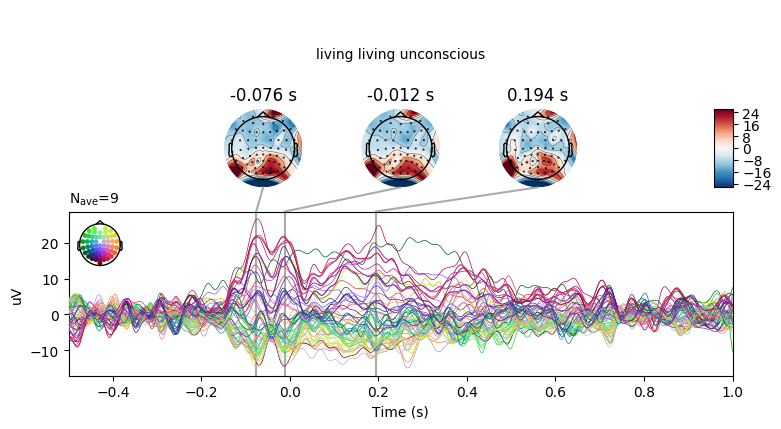 living living unconscious
-0.076 s -0.012 s 0.194 s
24
16
8
0
−8
−16
−24
Nave=9
20
10
0
−10
uV
−0.4 −0.2 0.0 0.2 0.4 0.6 0.8 1.0
Time (s)